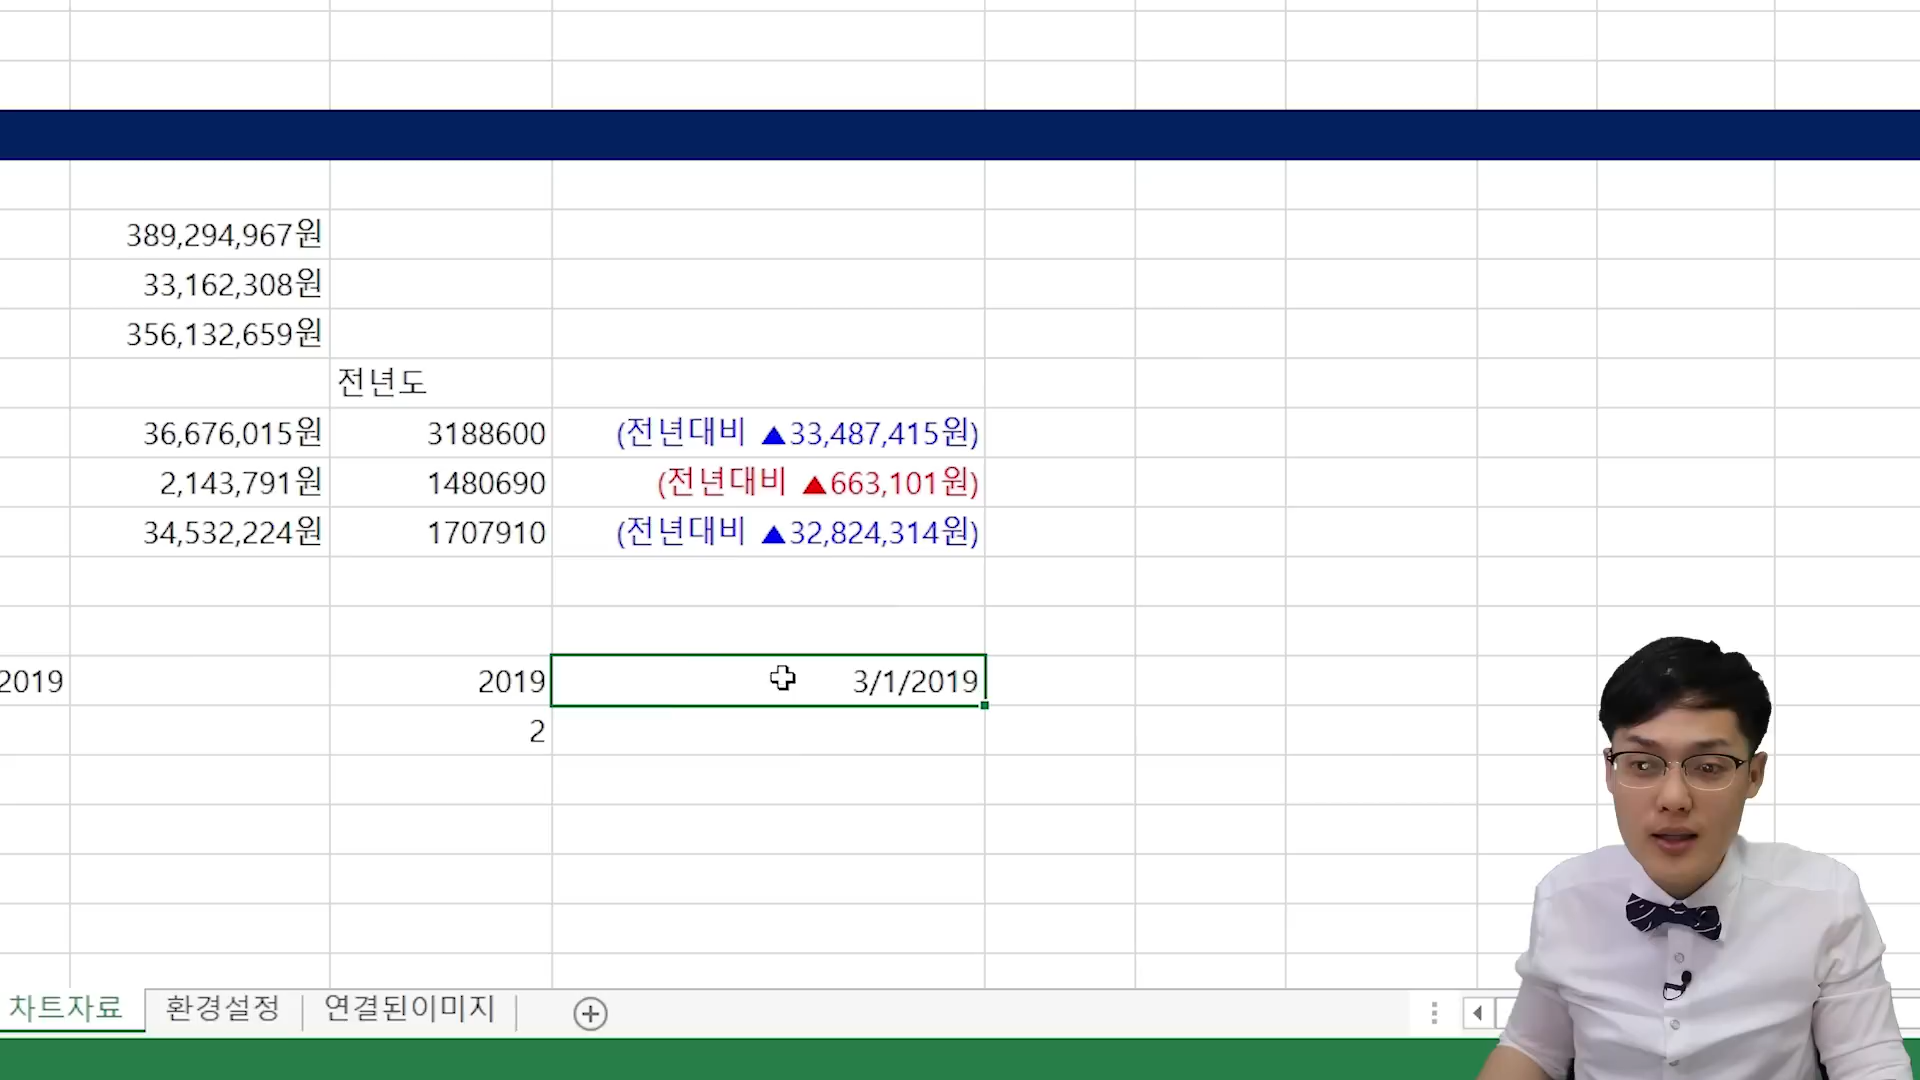 389,294,967원
33,162,308원
356,132,659원
전년도
36,676,015원 3188600 (전년대비 ▲33,487,415원)
2,143,791원 1480690 (전년대비 ▲663,101원)
34,532,224원 1707910 (전년대비 ▲32,824,314원)
2019 2019 3/1/2019
2
차트자료 환경설정 연결된이미지